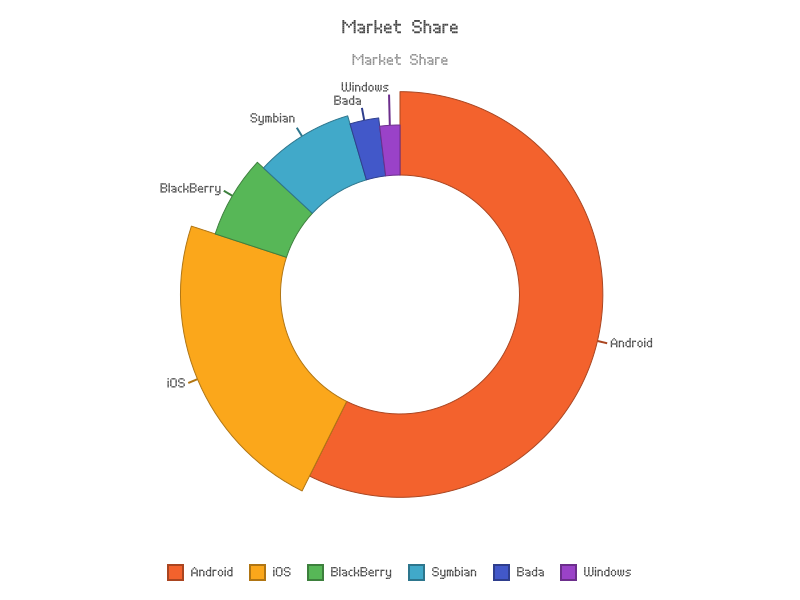 Market Share
Market Share
Windows
Bada
Symbian
BlackBerry
Android
iOS
Android iOS BlackBerry Symbian Bada Windows